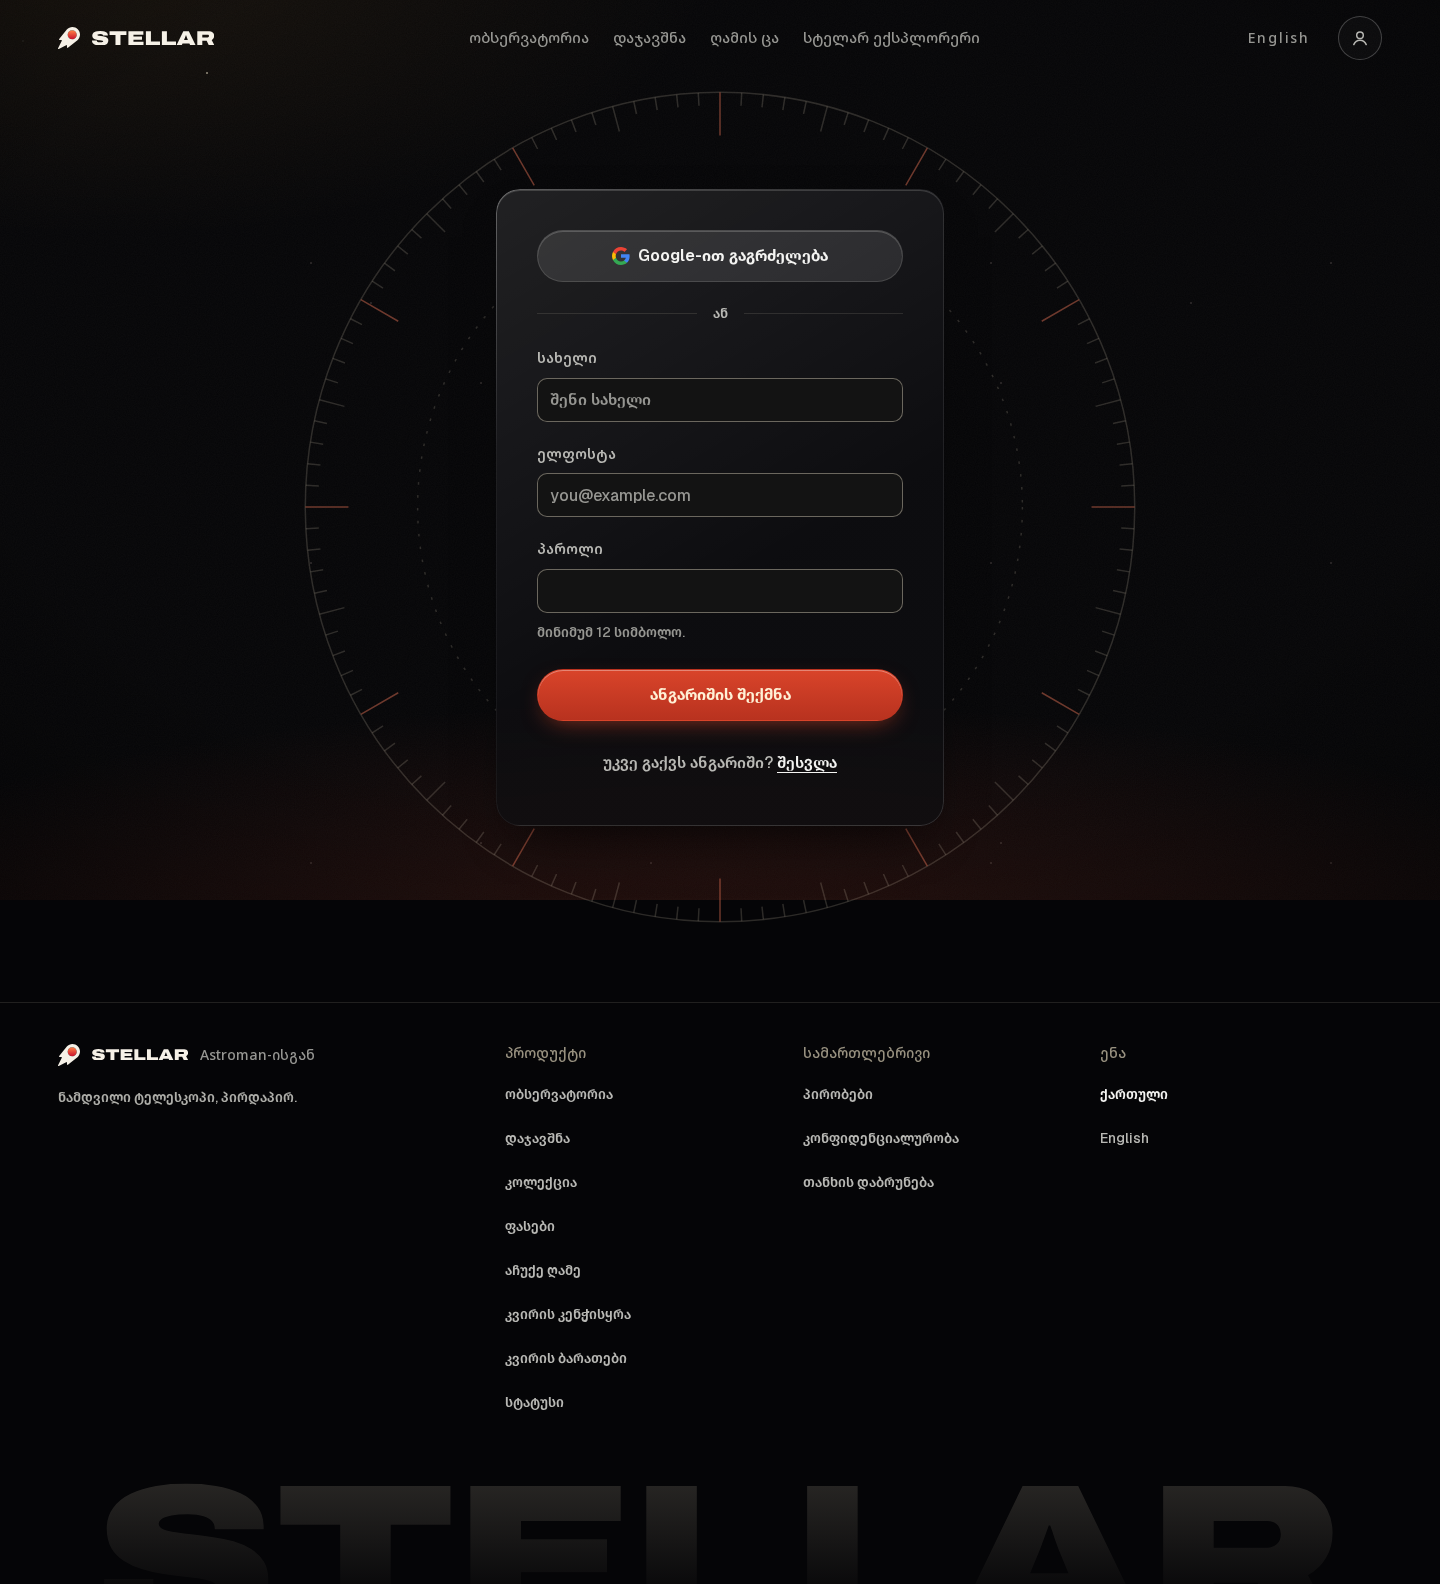 STELLAR
ობსერვატორია დაჯავშნა ღამის ცა სტელარ ექსპლორერი
English
Google-ით გაგრძელება
ან
სახელი
შენი სახელი
ელფოსტა
you@example.com
პაროლი
მინიმუმ 12 სიმბოლო.
ანგარიშის შექმნა
უკვე გაქვს ანგარიში? შესვლა
STELLAR Astroman-ისგან
ნამდვილი ტელესკოპი, პირდაპირ.
პროდუქტი
ობსერვატორია
დაჯავშნა
კოლექცია
ფასები
აჩუქე ღამე
კვირის კენჭისყრა
კვირის ბარათები
სტატუსი
სამართლებრივი
პირობები
კონფიდენციალურობა
თანხის დაბრუნება
ენა
ქართული
English
STELLAR